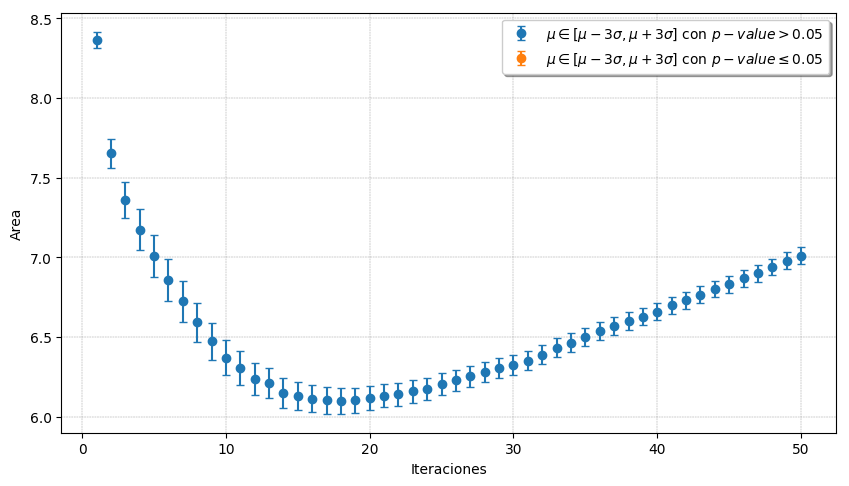 8.5
8.0
7.5
7.0
6.5
6.0
Area
μ ∈ [μ − 3σ, μ + 3σ] con p − value > 0.05
μ ∈ [μ − 3σ, μ + 3σ] con p − value ≤ 0.05
0 10 20 30 40 50
Iteraciones